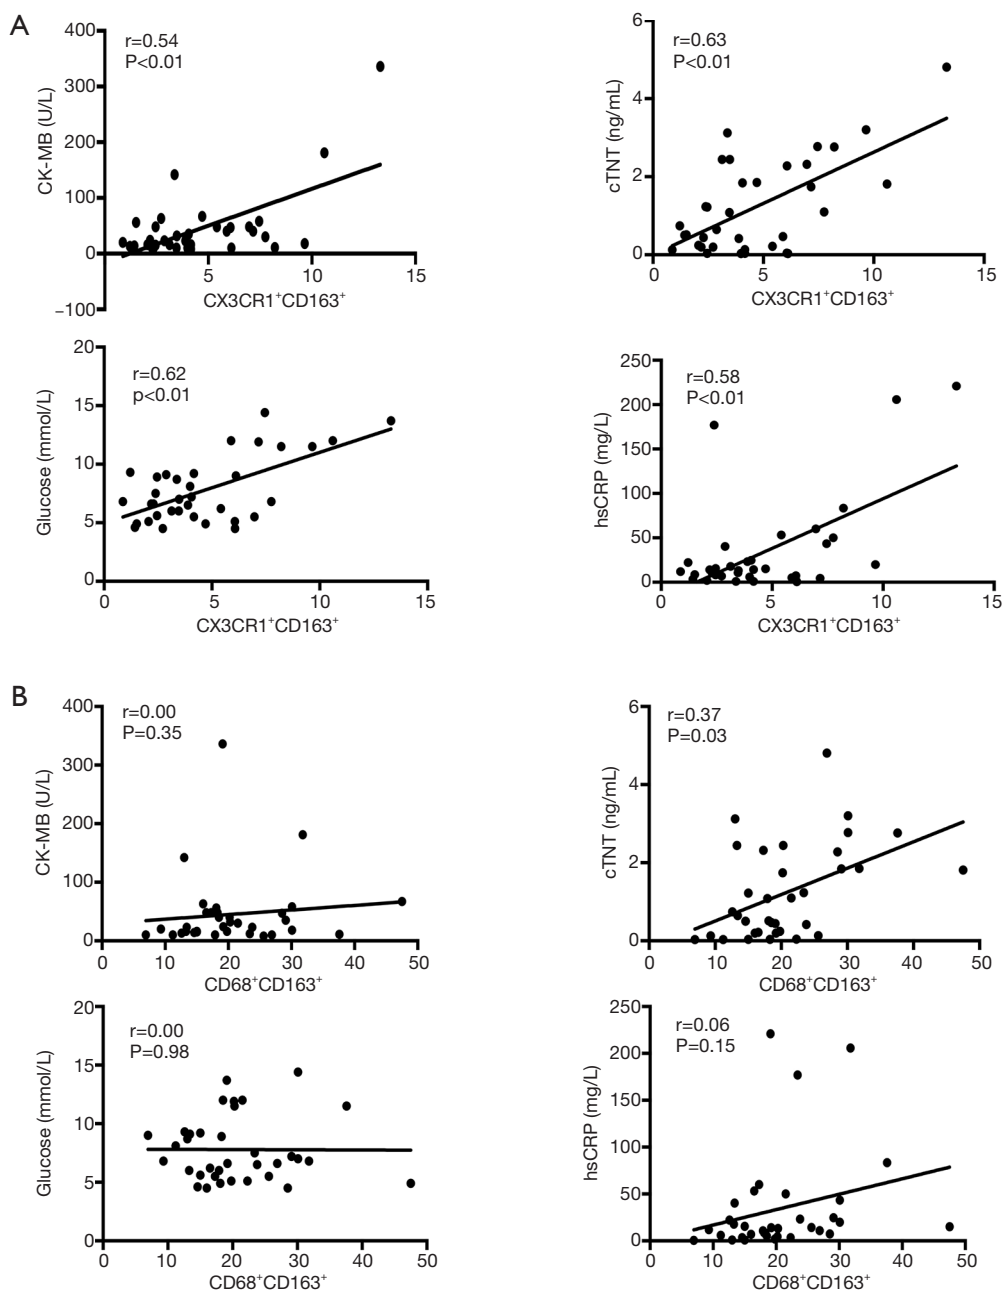 A
400
300
200
100
0
−100
CK-MB (U/L)
r=0.54
P<0.01
5
10
15
CX3CR1⁺CD163⁺
6
4
2
0
cTNT (ng/mL)
r=0.63
P<0.01
0
5
10
15
CX3CR1⁺CD163⁺
20
15
10
5
0
Glucose (mmol/L)
r=0.62
p<0.01
0
5
10
15
CX3CR1⁺CD163⁺
250
200
150
100
50
0
hsCRP (mg/L)
r=0.58
P<0.01
0
5
10
15
CX3CR1⁺CD163⁺
B
400
300
200
100
0
CK-MB (U/L)
r=0.00
P=0.35
0
10
20
30
40
50
CD68⁺CD163⁺
6
4
2
0
cTNT (ng/mL)
r=0.37
P=0.03
0
10
20
30
40
50
CD68⁺CD163⁺
20
15
10
5
0
Glucose (mmol/L)
r=0.00
P=0.98
0
10
20
30
40
50
CD68⁺CD163⁺
250
200
150
100
50
0
hsCRP (mg/L)
r=0.06
P=0.15
0
10
20
30
40
50
CD68⁺CD163⁺